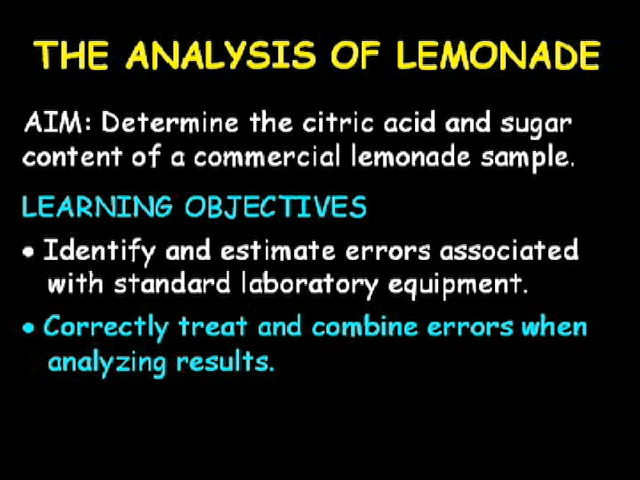 THE ANALYSIS OF LEMONADE
AIM: Determine the citric acid and sugar
content of a commercial lemonade sample.
LEARNING OBJECTIVES
• Identify and estimate errors associated
with standard laboratory equipment.
• Correctly treat and combine errors when
analyzing results.